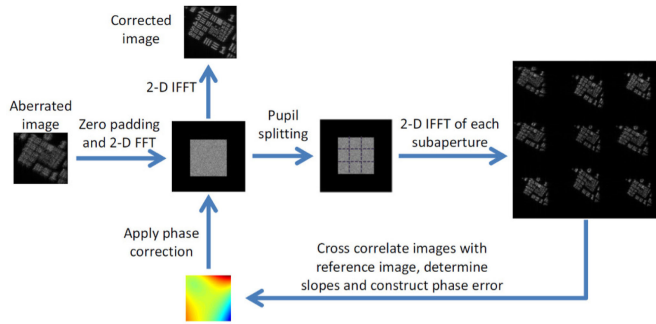 Corrected
image
2-D IFFT
Aberrated
image
Zero padding
and 2-D FFT
Pupil
splitting
2-D IFFT of each
subaperture
Apply phase
correction
Cross correlate images with
reference image, determine
slopes and construct phase error